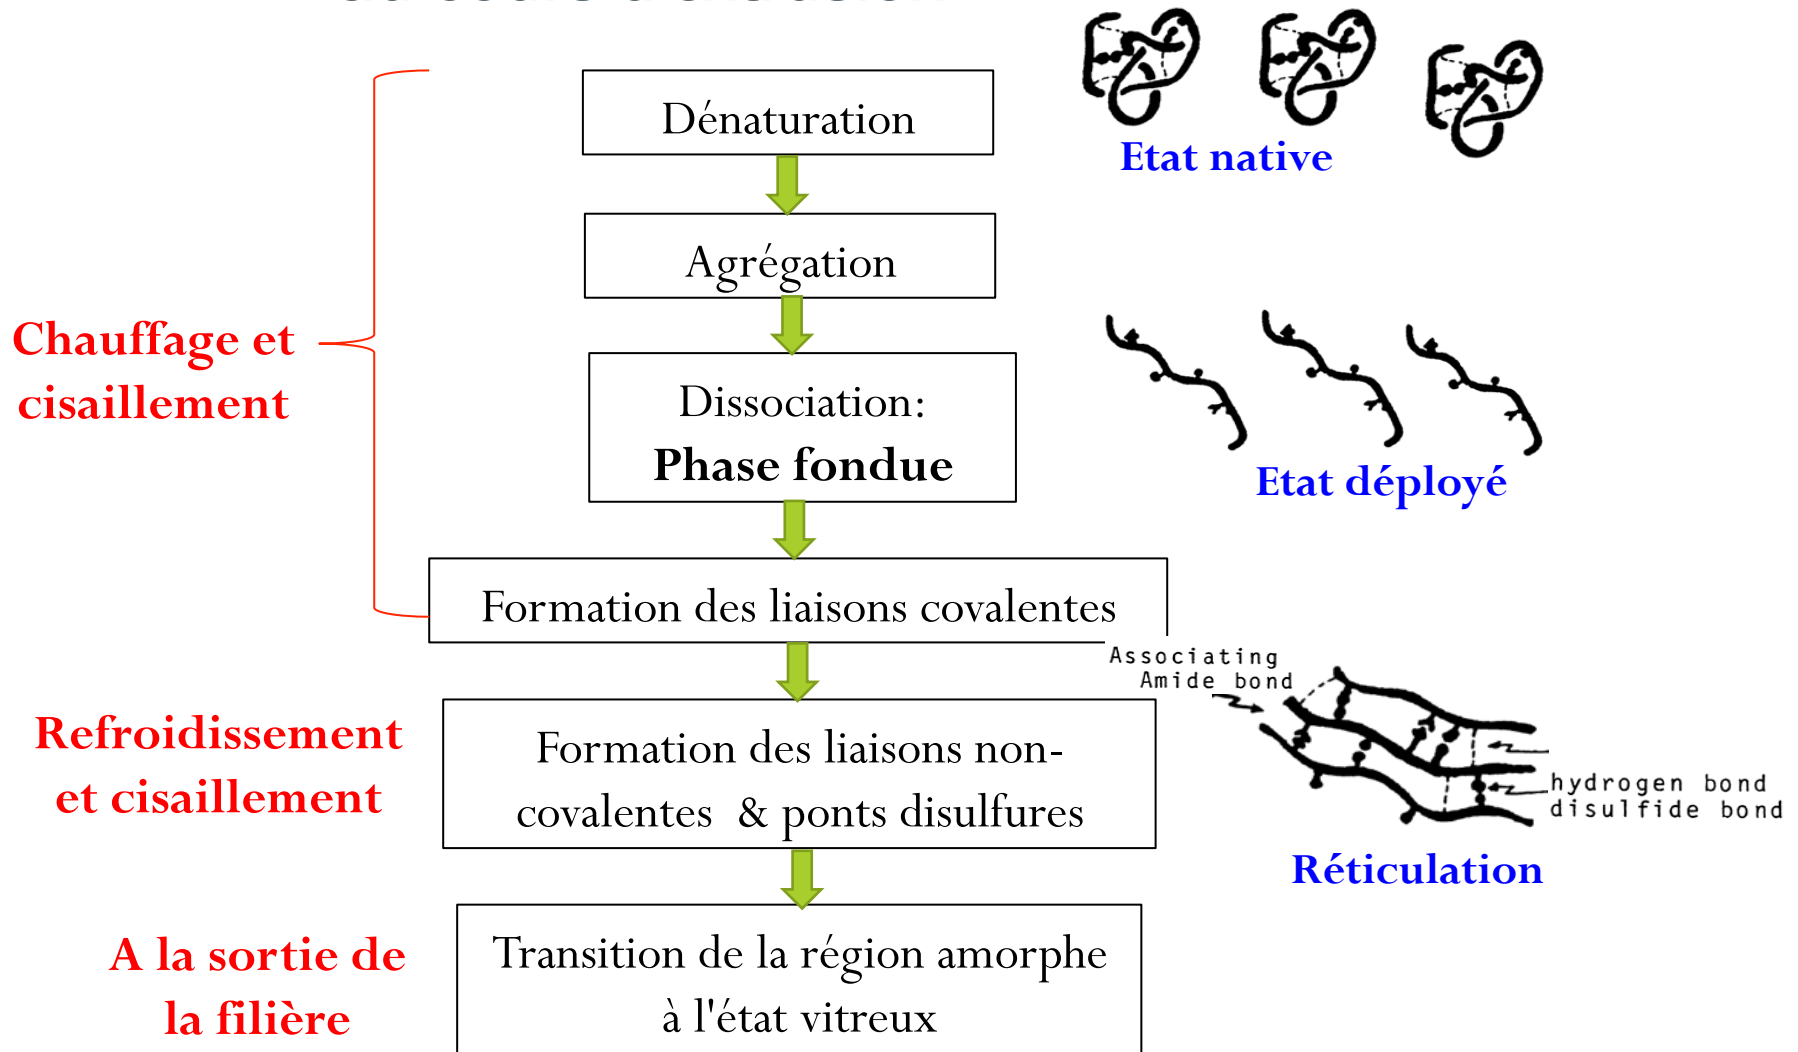 Dénaturation
Etat native
Agrégation
Chauffage et
cisaillement
Dissociation:
Phase fondue
Etat déployé
Formation des liaisons covalentes
Associating
Amide bond
Refroidissement
et cisaillement
Formation des liaisons non-
covalentes & ponts disulfures
hydrogen bond
disulfide bond
Réticulation
A la sortie de
la filière
Transition de la région amorphe
à l'état vitreux